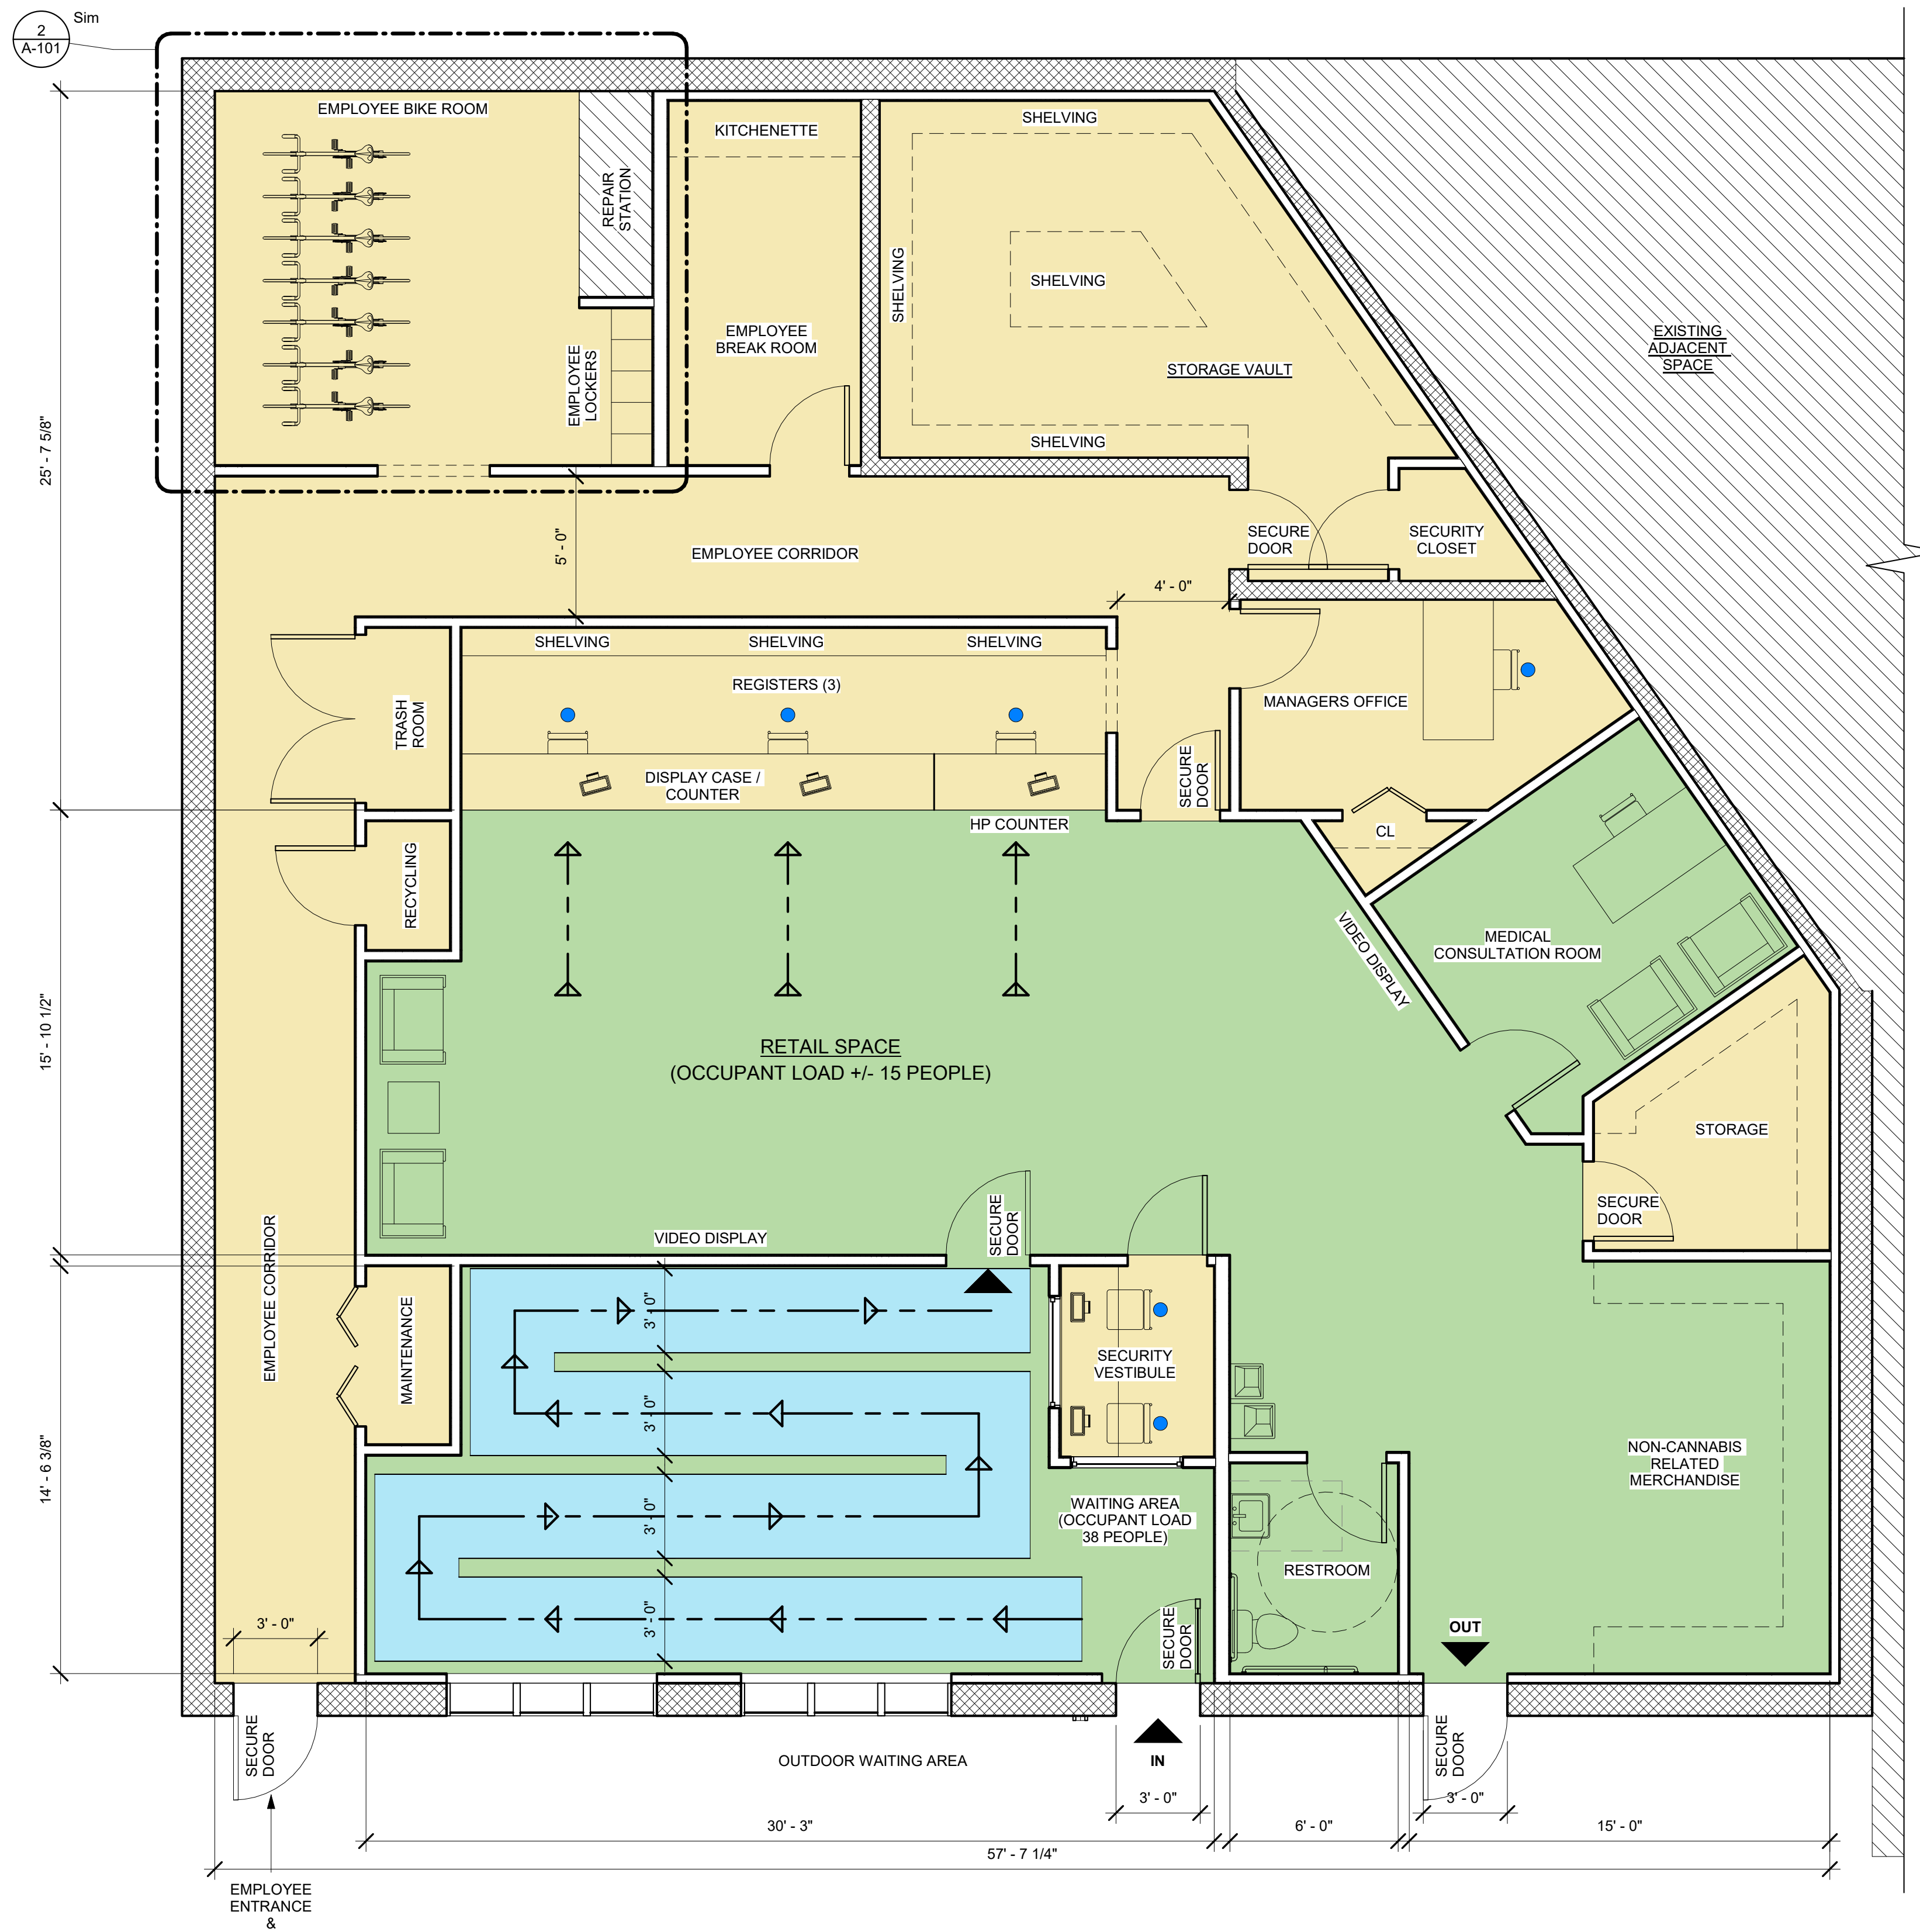 2
A-101
Sim
EMPLOYEE BIKE ROOM
REPAIR
STATION
KITCHENETTE
SHELVING
SHELVING
SHELVING
EMPLOYEE
BREAK ROOM
EMPLOYEE
LOCKERS
STORAGE VAULT
SHELVING
EXISTING
ADJACENT
SPACE
25' - 7 5/8"
5' - 0"
EMPLOYEE CORRIDOR
SECURE
DOOR
SECURITY
CLOSET
4' - 0"
SHELVING
SHELVING
SHELVING
REGISTERS (3)
TRASH
ROOM
MANAGERS OFFICE
DISPLAY CASE /
COUNTER
SECURE
DOOR
HP COUNTER
CL
RECYCLING
VIDEO DISPLAY
MEDICAL
CONSULTATION ROOM
15' - 10 1/2"
RETAIL SPACE
(OCCUPANT LOAD +/- 15 PEOPLE)
STORAGE
SECURE
DOOR
VIDEO DISPLAY
SECURE
DOOR
EMPLOYEE CORRIDOR
MAINTENANCE
3' - 0"
3' - 0"
3' - 0"
3' - 0"
SECURITY
VESTIBULE
14' - 6 3/8"
NON-CANNABIS
RELATED
MERCHANDISE
WAITING AREA
(OCCUPANT LOAD
38 PEOPLE)
RESTROOM
3' - 0"
SECURE
DOOR
OUT
SECURE
DOOR
OUTDOOR WAITING AREA
IN
SECURE
DOOR
3' - 0"
3' - 0"
30' - 3"
6' - 0"
15' - 0"
57' - 7 1/4"
EMPLOYEE
ENTRANCE
&